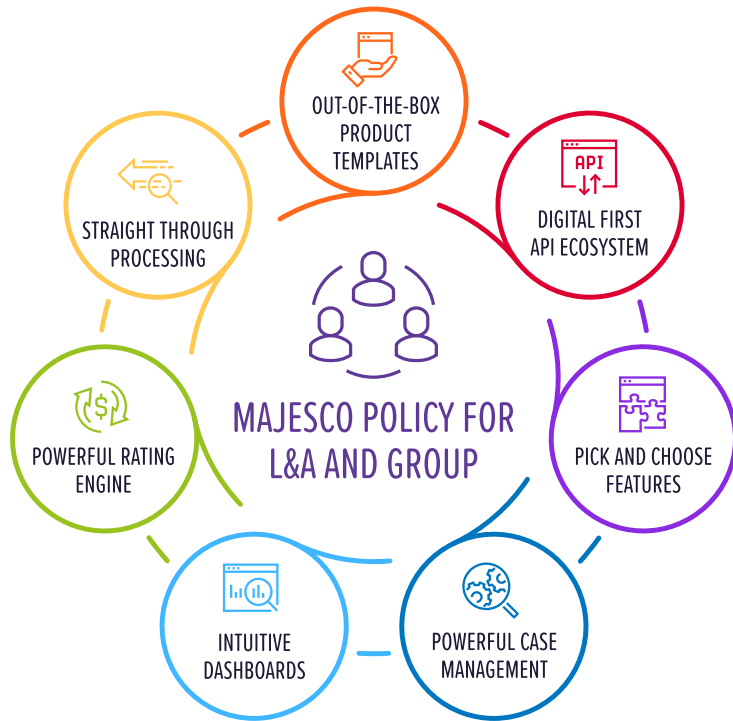 OUT-OF-THE-BOX
PRODUCT
TEMPLATES
API
DIGITAL FIRST
API ECOSYSTEM
STRAIGHT THROUGH
PROCESSING
MAJESCO POLICY FOR
L&A AND GROUP
$
POWERFUL RATING
ENGINE
PICK AND CHOOSE
FEATURES
INTUITIVE
DASHBOARDS
POWERFUL CASE
MANAGEMENT